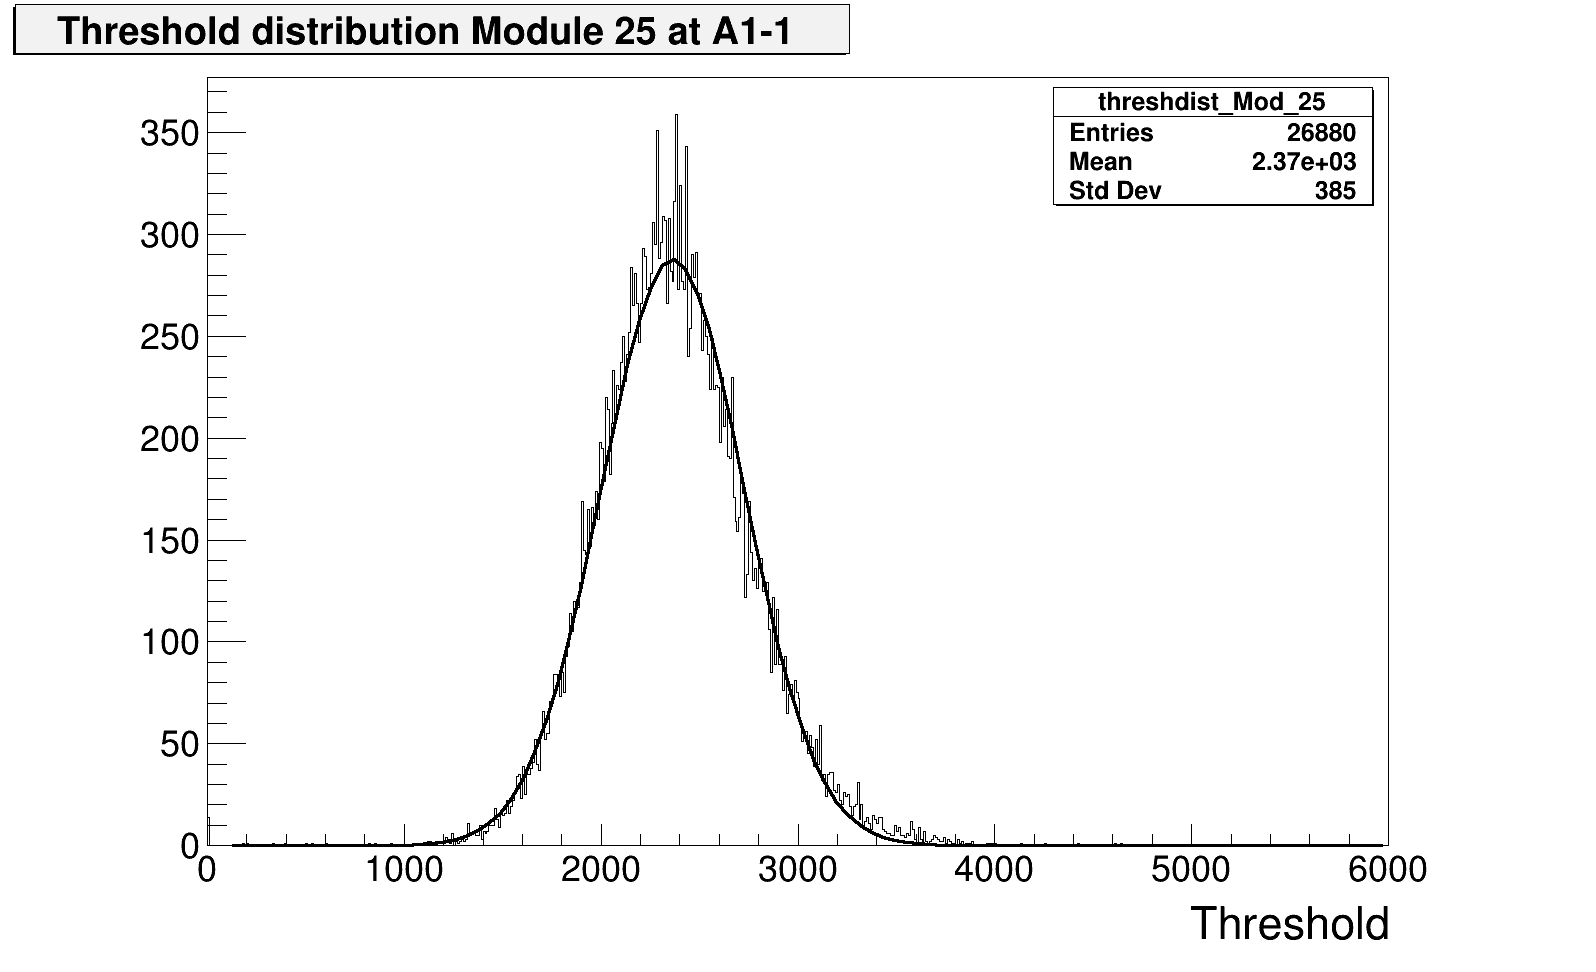 Threshold distribution Module 25 at A1-1
threshdist_Mod_25
Entries 26880
Mean 2.37e+03
Std Dev 385
350
300
250
200
150
100
50
0
0 1000 2000 3000 4000 5000 6000
Threshold